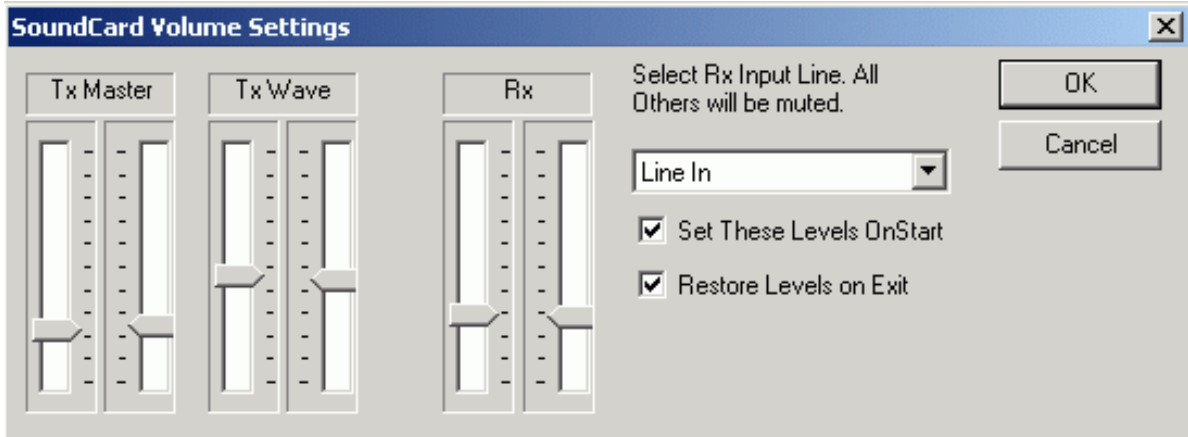 SoundCard Volume Settings
Tx Master
Tx Wave
Rx
Select Rx Input Line. All
Others will be muted.
Line In
Set These Levels OnStart
Restore Levels on Exit
OK
Cancel